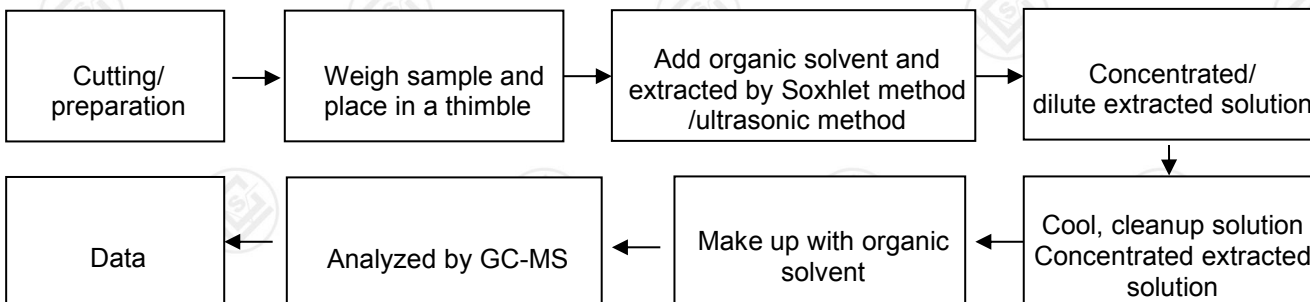 Cutting/
preparation
Weigh sample and
place in a thimble
Add organic solvent and
extracted by Soxhlet method
/ultrasonic method
Concentrated/
dilute extracted solution
Cool, cleanup solution
Concentrated extracted
solution
Make up with organic
solvent
Analyzed by GC-MS
Data